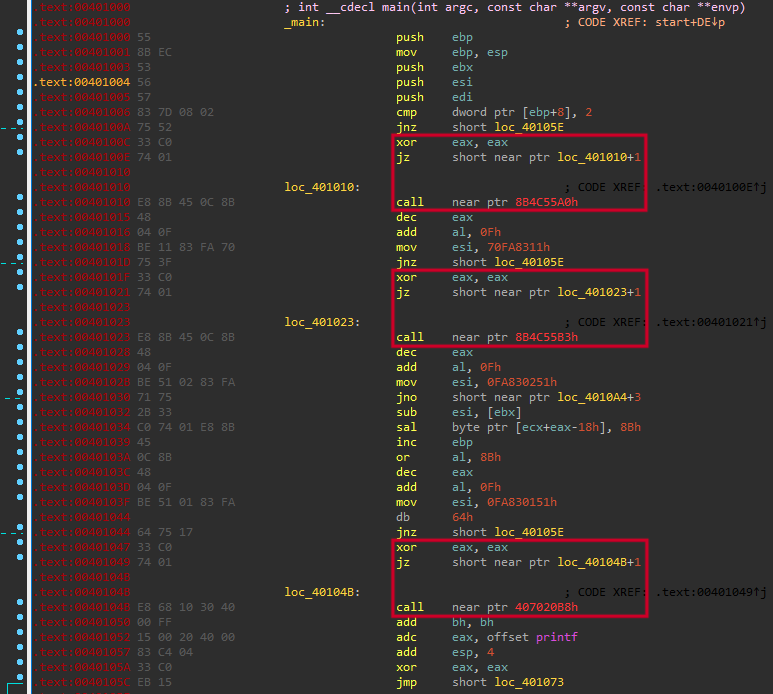 .text:00401000 ; int __cdecl main(int argc, const char **argv, const char **envp)
.text:00401000 _main: ; CODE XREF: start+DE↓p
.text:00401000 55 push ebp
.text:00401001 8B EC mov ebp, esp
.text:00401003 53 push ebx
.text:00401004 56 push esi
.text:00401005 57 push edi
.text:00401006 83 7D 08 02 cmp dword ptr [ebp+8], 2
.text:0040100A 75 52 jnz short loc_40105E
.text:0040100C 33 C0 xor eax, eax
.text:0040100E 74 01 jz short near ptr loc_401010+1
.text:00401010
.text:00401010 loc_401010: ; CODE XREF: .text:0040100E↑j
.text:00401010 E8 8B 45 0C 8B call near ptr 8B4C55A0h
.text:00401015 48 dec eax
.text:00401016 04 0F add al, 0Fh
.text:00401018 BE 11 83 FA 70 mov esi, 70FA8311h
.text:0040101D 75 3F jnz short loc_40105E
.text:0040101F 33 C0 xor eax, eax
.text:00401021 74 01 jz short near ptr loc_401023+1
.text:00401023
.text:00401023 loc_401023: ; CODE XREF: .text:00401021↑j
.text:00401023 E8 8B 45 0C 8B call near ptr 8B4C55B3h
.text:00401028 48 dec eax
.text:00401029 04 0F add al, 0Fh
.text:0040102B BE 51 02 83 FA mov esi, 0FA830251h
.text:00401030 71 75 jno short near ptr loc_4010A4+3
.text:00401032 2B 33 sub esi, [ebx]
.text:00401034 C0 74 01 E8 8B sal byte ptr [ecx+eax-18h], 8Bh
.text:00401039 45 inc ebp
.text:0040103A 0C 8B or al, 8Bh
.text:0040103C 48 dec eax
.text:0040103D 04 0F add al, 0Fh
.text:0040103F BE 51 01 83 FA mov esi, 0FA830151h
.text:00401044 db 64h
.text:00401044 64 75 17 jnz short loc_40105E
.text:00401047 33 C0 xor eax, eax
.text:00401049 74 01 jz short near ptr loc_40104B+1
.text:0040104B
.text:0040104B loc_40104B: ; CODE XREF: .text:00401049↑j
.text:0040104B E8 68 10 30 40 call near ptr 407020B8h
.text:00401050 00 FF add bh, bh
.text:00401052 15 00 20 40 00 adc eax, offset printf
.text:00401057 83 C4 04 add esp, 4
.text:0040105A 33 C0 xor eax, eax
.text:0040105C EB 15 jmp short loc_401073